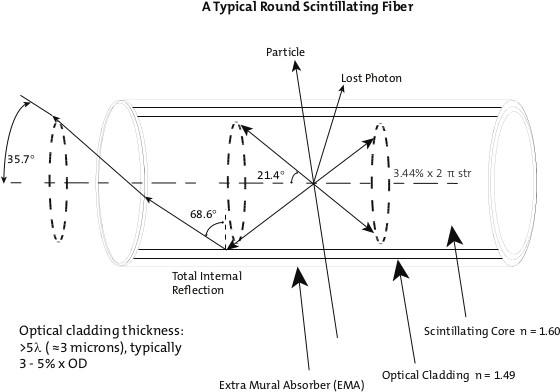 A Typical Round Scintillating Fiber
Particle
Lost Photon
35.7°
21.4°
3.44% x 2 π str
68.6°
Total Internal
Reflection
Optical cladding thickness:
>5λ ( ≈3 microns), typically
3 - 5% x OD
Scintillating Core n = 1.60
Optical Cladding n = 1.49
Extra Mural Absorber (EMA)